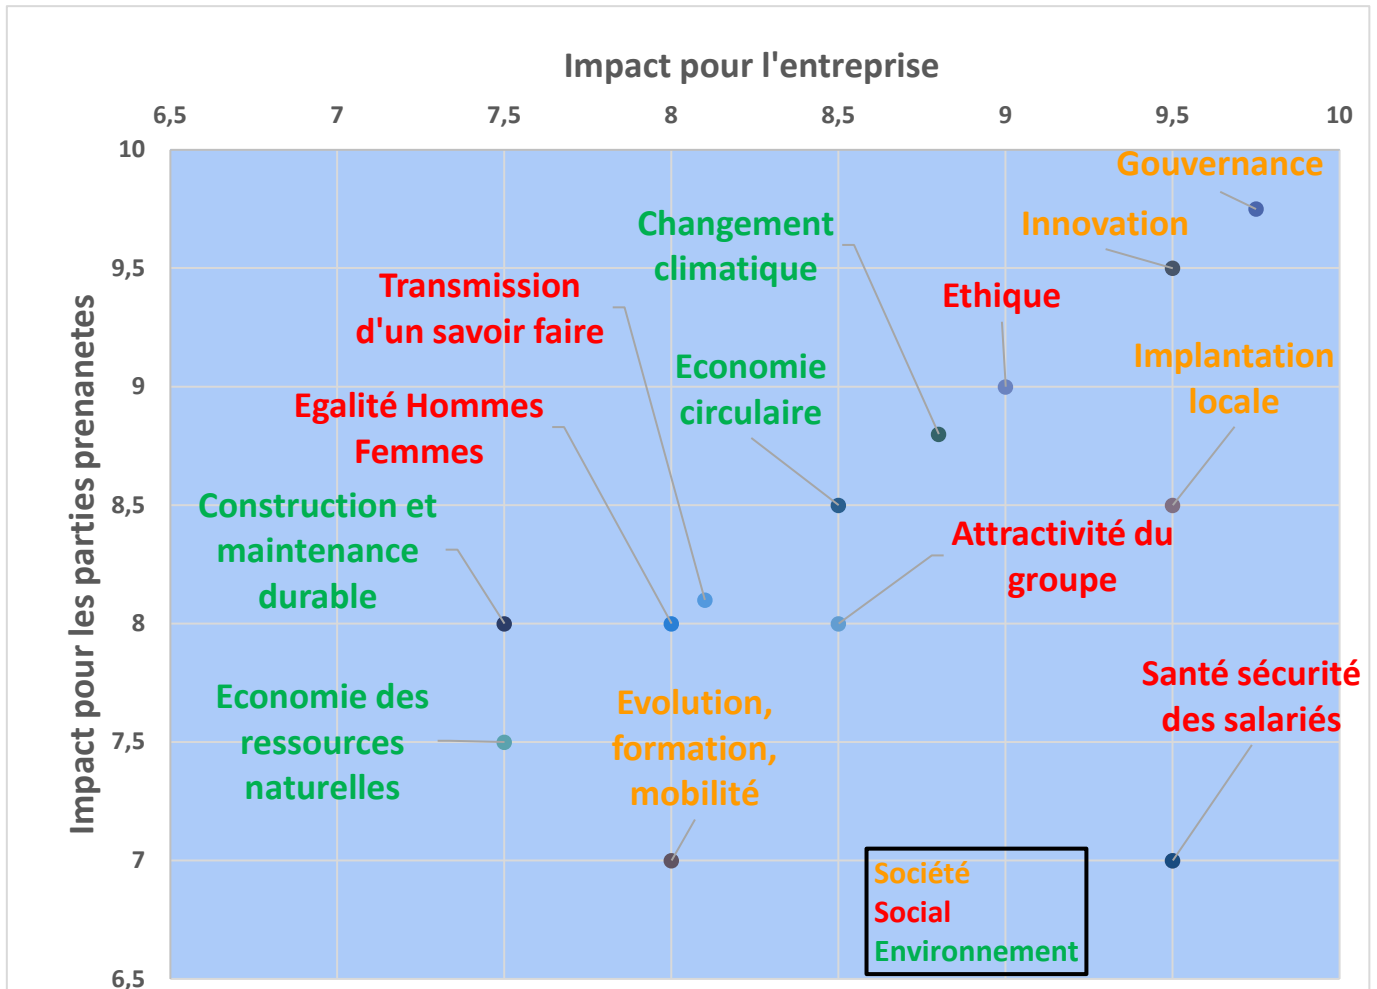 Impact pour l'entreprise
6,5 7 7,5 8 8,5 9 9,5 10
10
9,5
9
8,5
8
7,5
7
6,5
Impact pour les parties prenanetes
Gouvernance
Innovation
Changement
climatique
Transmission
d'un savoir faire
Ethique
Implantation
locale
Economie
circulaire
Egalité Hommes
Femmes
Construction et
maintenance
durable
Attractivité du
groupe
Santé sécurité
des salariés
Economie des
ressources
naturelles
Evolution,
formation,
mobilité
Société
Social
Environnement